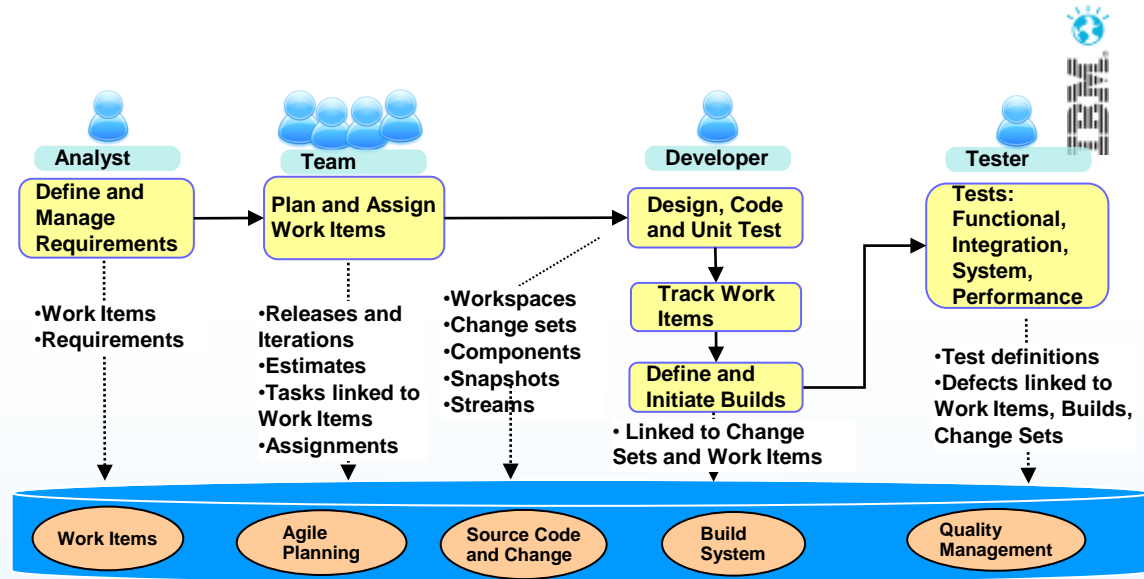 IBM
Analyst
Team
Developer
Tester
Define and
Manage
Requirements
Plan and Assign
Work Items
Design, Code
and Unit Test
Track Work
Items
Define and
Initiate Builds
Tests:
Functional,
Integration,
System,
Performance
•Work Items
•Requirements
•Releases and
Iterations
•Estimates
•Tasks linked to
Work Items
•Assignments
•Workspaces
•Change sets
•Components
•Snapshots
•Streams
• Linked to Change
Sets and Work Items
•Test definitions
•Defects linked to
Work Items, Builds,
Change Sets
Work Items
Agile
Planning
Source Code
and Change
Build
System
Quality
Management